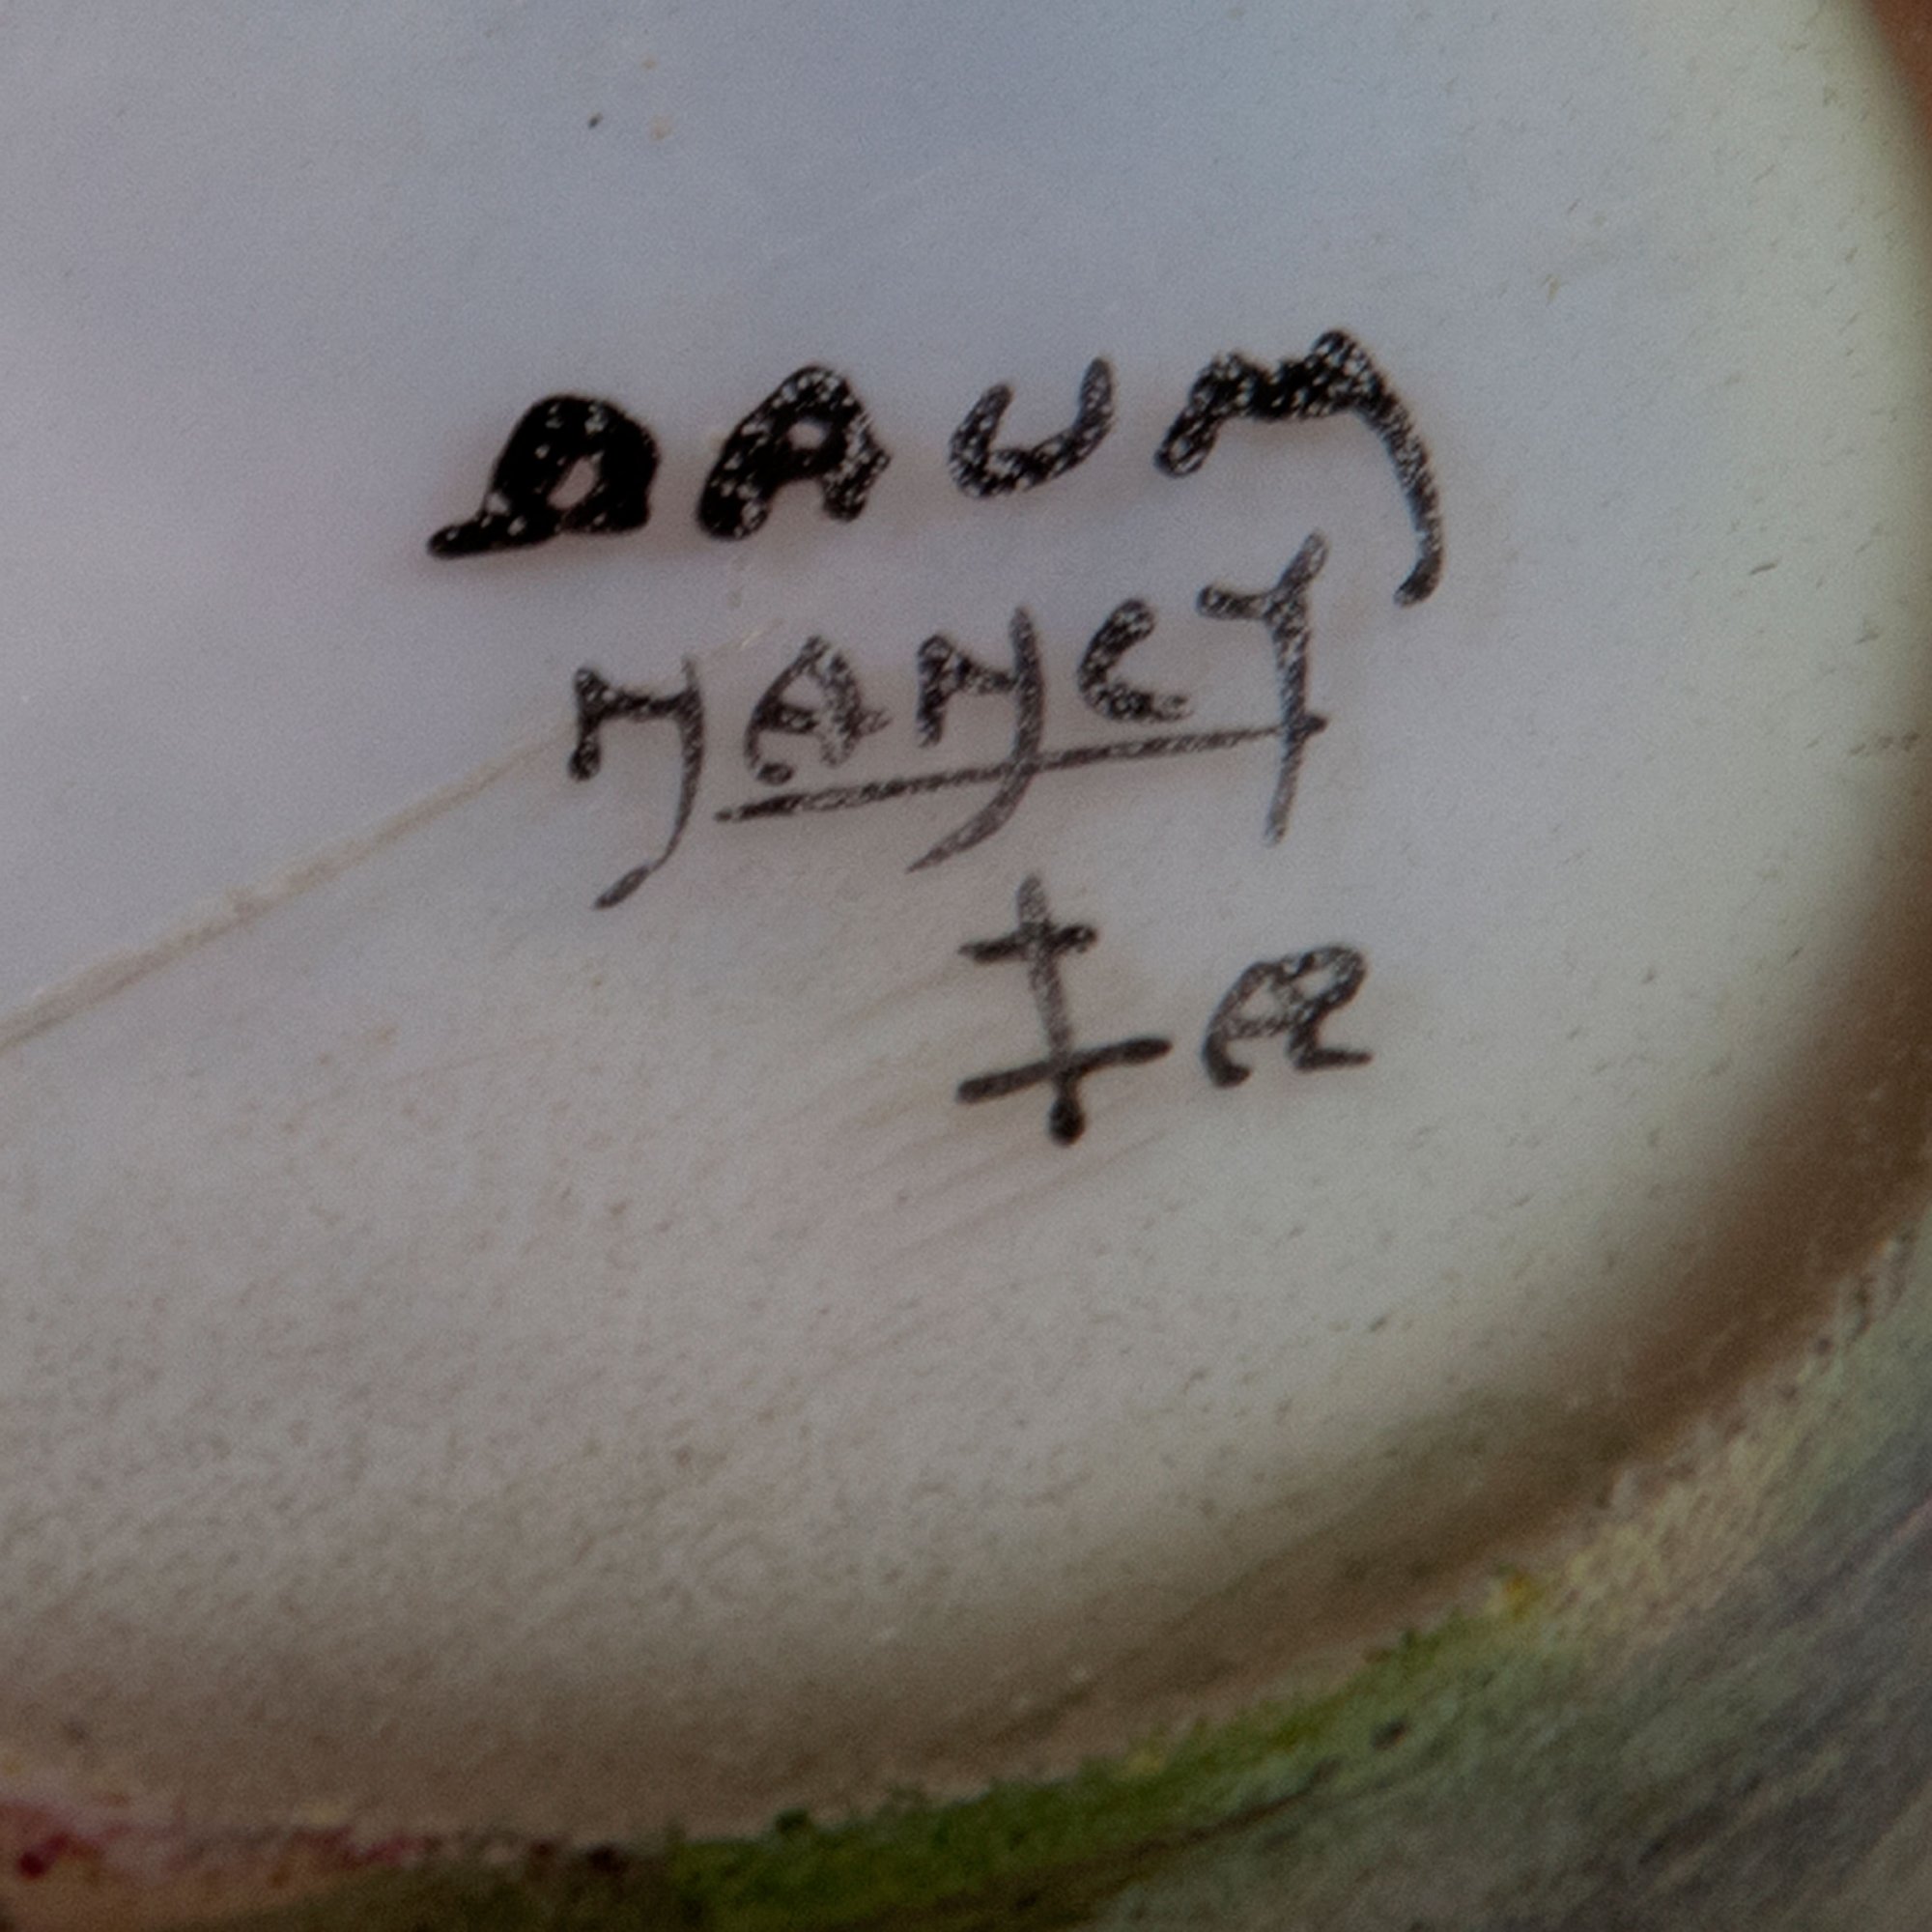 DAUM
NANCY
‡ R